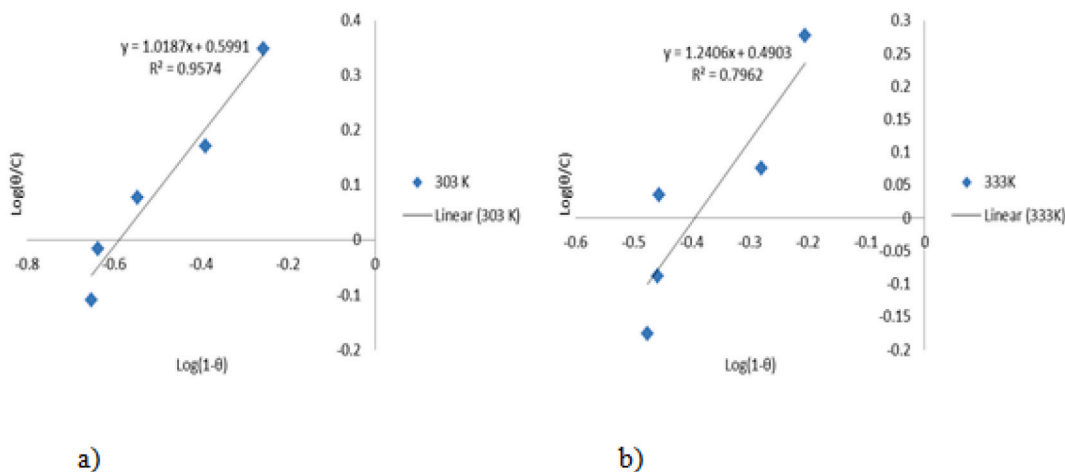 y = 1.0187x + 0.5991
R² = 0.9574
0.4
0.3
0.2
0.1
0
-0.1
-0.2
-0.8
-0.6
-0.4
-0.2
0
Log(θ/C)
Log(1-θ)
303 K
Linear (303 K)
a)
y = 1.2406x + 0.4903
R² = 0.7962
0.3
0.25
0.2
0.15
0.1
0.05
0
-0.05
-0.1
-0.15
-0.2
-0.6
-0.5
-0.4
-0.3
-0.2
-0.1
0
Log(θ/C)
Log(1-θ)
333K
Linear (333K)
b)